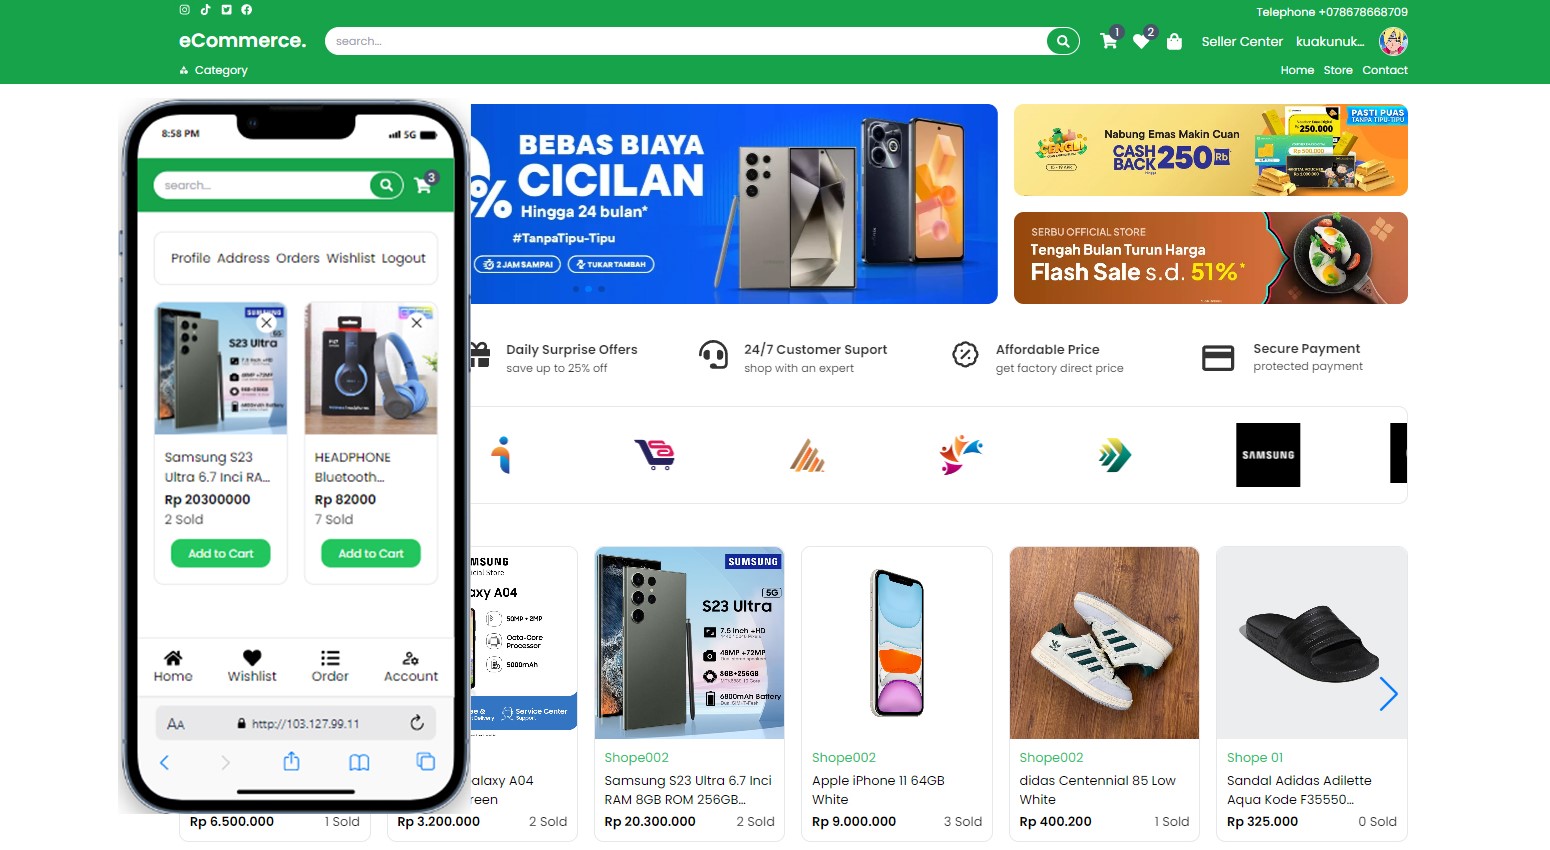 Telephone +078678668709
eCommerce.
search...
1
2
Seller Center
kuakunuk...
Category
Home Store Contact
8:58 PM
5G
search...
3
Profile Address Orders Wishlist Logout
SAMSUNG
5G
S23 Ultra
Samsung S23
Ultra 6.7 Inci RA...
Rp 20300000
2 Sold
Add to Cart
HEADPHONE
Bluetooth...
Rp 82000
7 Sold
Add to Cart
Home
Wishlist
Order
Account
AA
http://103.127.99.11
%
BEBAS BIAYA
CICILAN
Hingga 24 bulan*
#TanpaTipu-Tipu
2 JAM SAMPAI
TUKAR TAMBAH
CENGLI
Nabung Emas Makin Cuan
CASH
BACK
250
Rb
PASTI PUAS
TANPA TIPU-TIPU
250.000
Rp 500.000
SERBU OFFICIAL STORE
Tengah Bulan Turun Harga
Flash Sale s.d. 51%*
Daily Surprise Offers
save up to 25% off
24/7 Customer Suport
shop with an expert
Affordable Price
get factory direct price
Secure Payment
protected payment
SAMSUNG
MSUNG
cial Store
axy A04
50MP + 2MP
Octa-Core
Processor
5000mAh
Service Center
Support
alaxy A04
reen
Rp 6.500.000
1 Sold
Rp 3.200.000
2 Sold
SAMSUNG
5G
S23 Ultra
7.5 Inch +HD
48MP +72MP
8GB+256GB
6800mAh Battery
Shope002
Samsung S23 Ultra 6.7 Inci
RAM 8GB ROM 256GB...
Rp 20.300.000
2 Sold
Shope002
Apple iPhone 11 64GB
White
Rp 9.000.000
3 Sold
Shope002
didas Centennial 85 Low
White
Rp 400.200
1 Sold
Shope 01
Sandal Adidas Adilette
Aqua Kode F35550...
Rp 325.000
0 Sold